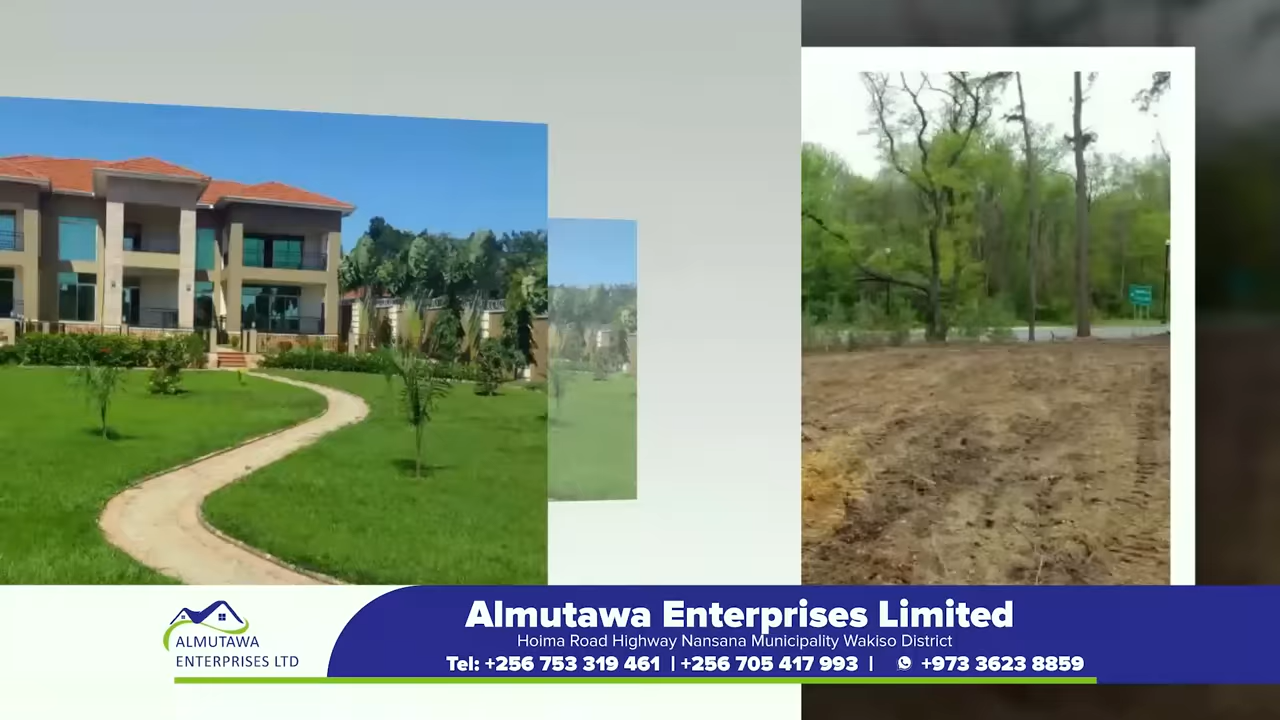 ALMUTAWA
ENTERPRISES LTD
Almutawa Enterprises Limited
Hoima Road Highway Nansana Municipality Wakiso District
Tel: +256 753 319 461 | +256 705 417 993 | +973 3623 8859